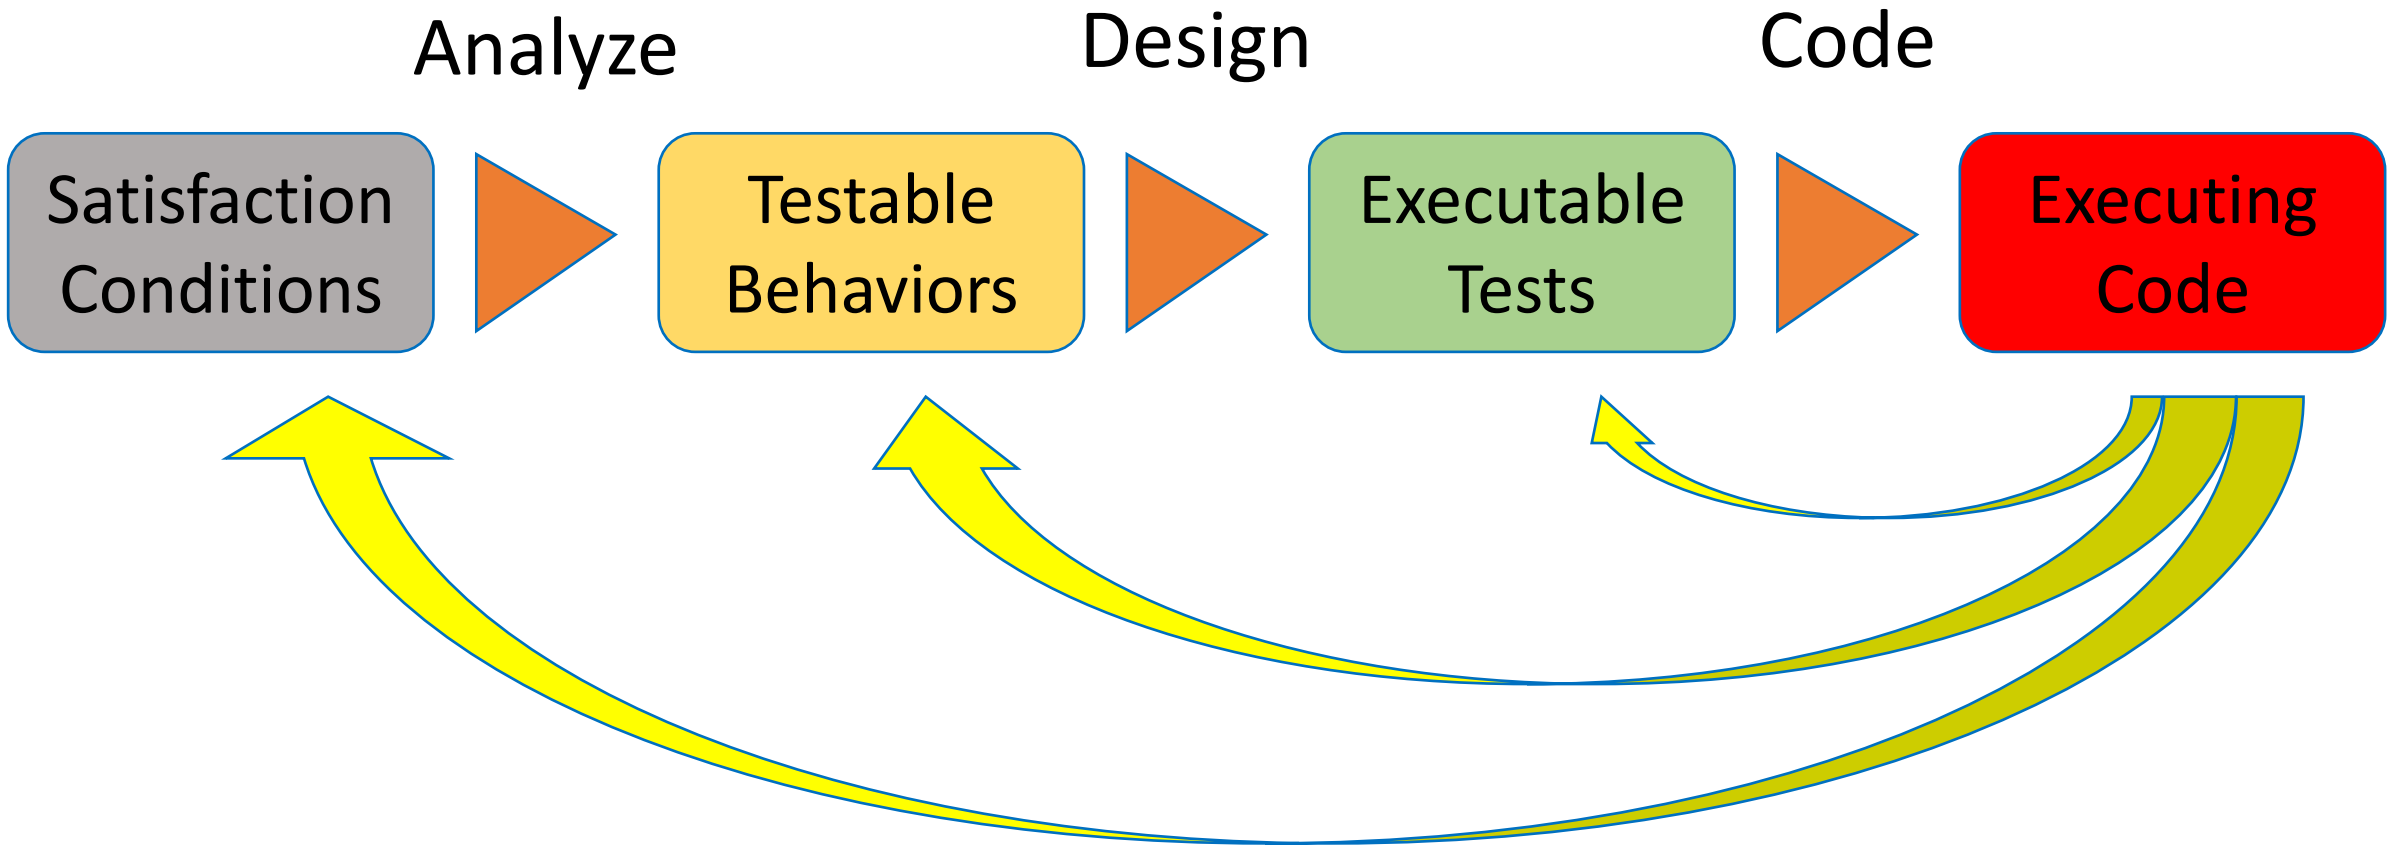 Analyze
Design
Code
Satisfaction
Conditions
Testable
Behaviors
Executable
Tests
Executing
Code